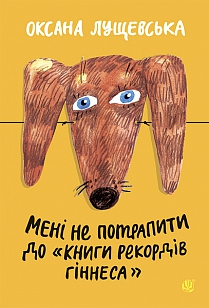 ОКСАНА ЛУЩЕВСЬКА
МЕНІ НЕ ПОТРАПИТИ
ДО «КНИГИ РЕКОРДІВ
ГІННЕСА»